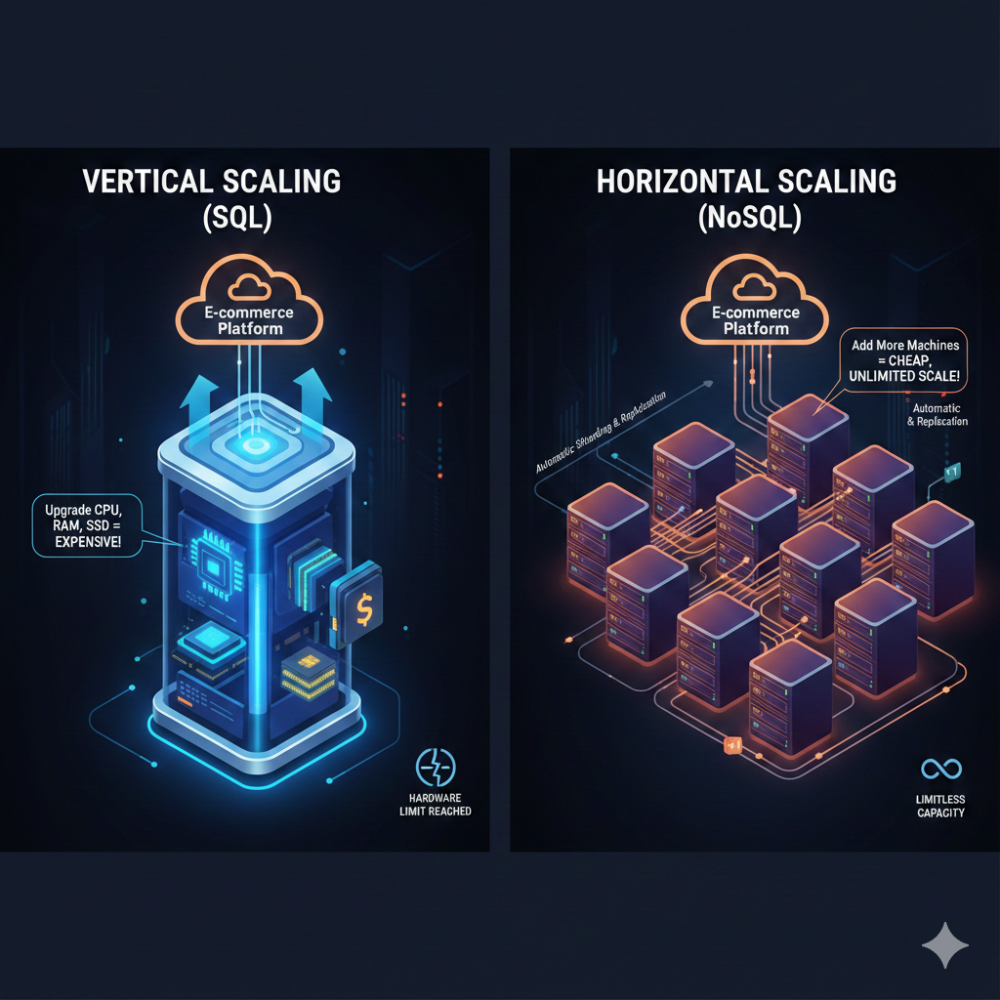 VERTICAL SCALING
(SQL)
E-commerce
Platform
Upgrade CPU,
RAM, SSD =
EXPENSIVE!
$
HARDWARE
LIMIT REACHED
HORIZONTAL SCALING
(NoSQL)
E-commerce
Platform
Add More Machines
= CHEAP,
UNLIMITED SCALE!
Automatic
& Replscation
&
LIMITLESS
CAPACITY